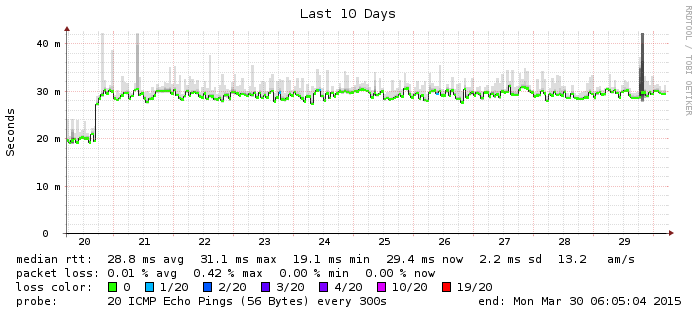 Last 10 Days
RRDTOOL / TOBI OETIKER
Seconds
40 m
30 m
20 m
10 m
0
20 21 22 23 24 25 26 27 28 29
median rtt: 28.8 ms avg 31.1 ms max 19.1 ms min 29.4 ms now 2.2 ms sd 13.2 am/s
packet loss: 0.01 % avg 0.42 % max 0.00 % min 0.00 % now
loss color: 0 1/20 2/20 3/20 4/20 10/20 19/20
probe: 20 ICMP Echo Pings (56 Bytes) every 300s end: Mon Mar 30 06:05:04 2015